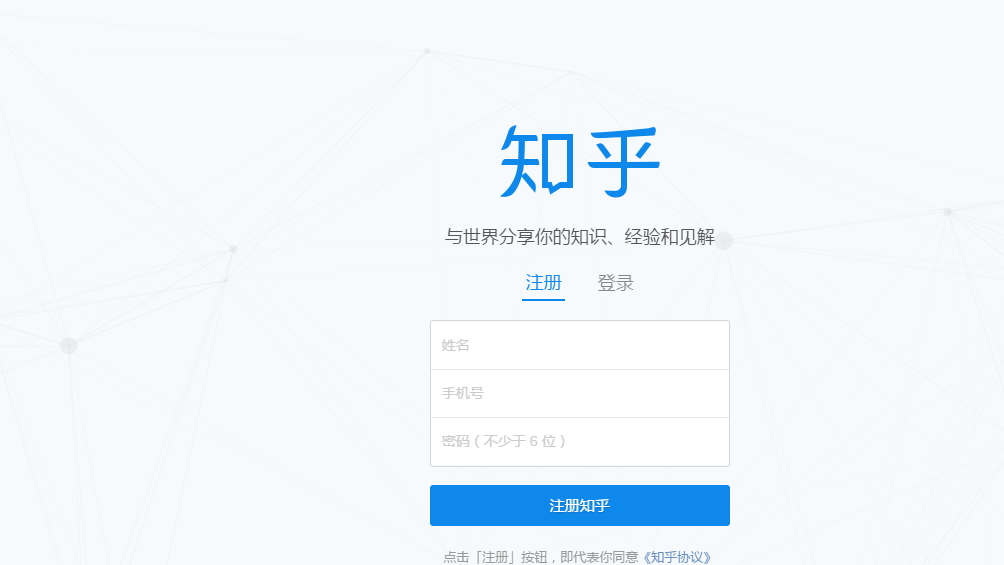 知乎
与世界分享你的知识、经验和见解
注册 登录
姓名
手机号
密码（不少于 6 位）
注册知乎
点击「注册」按钮，即代表你同意《知乎协议》